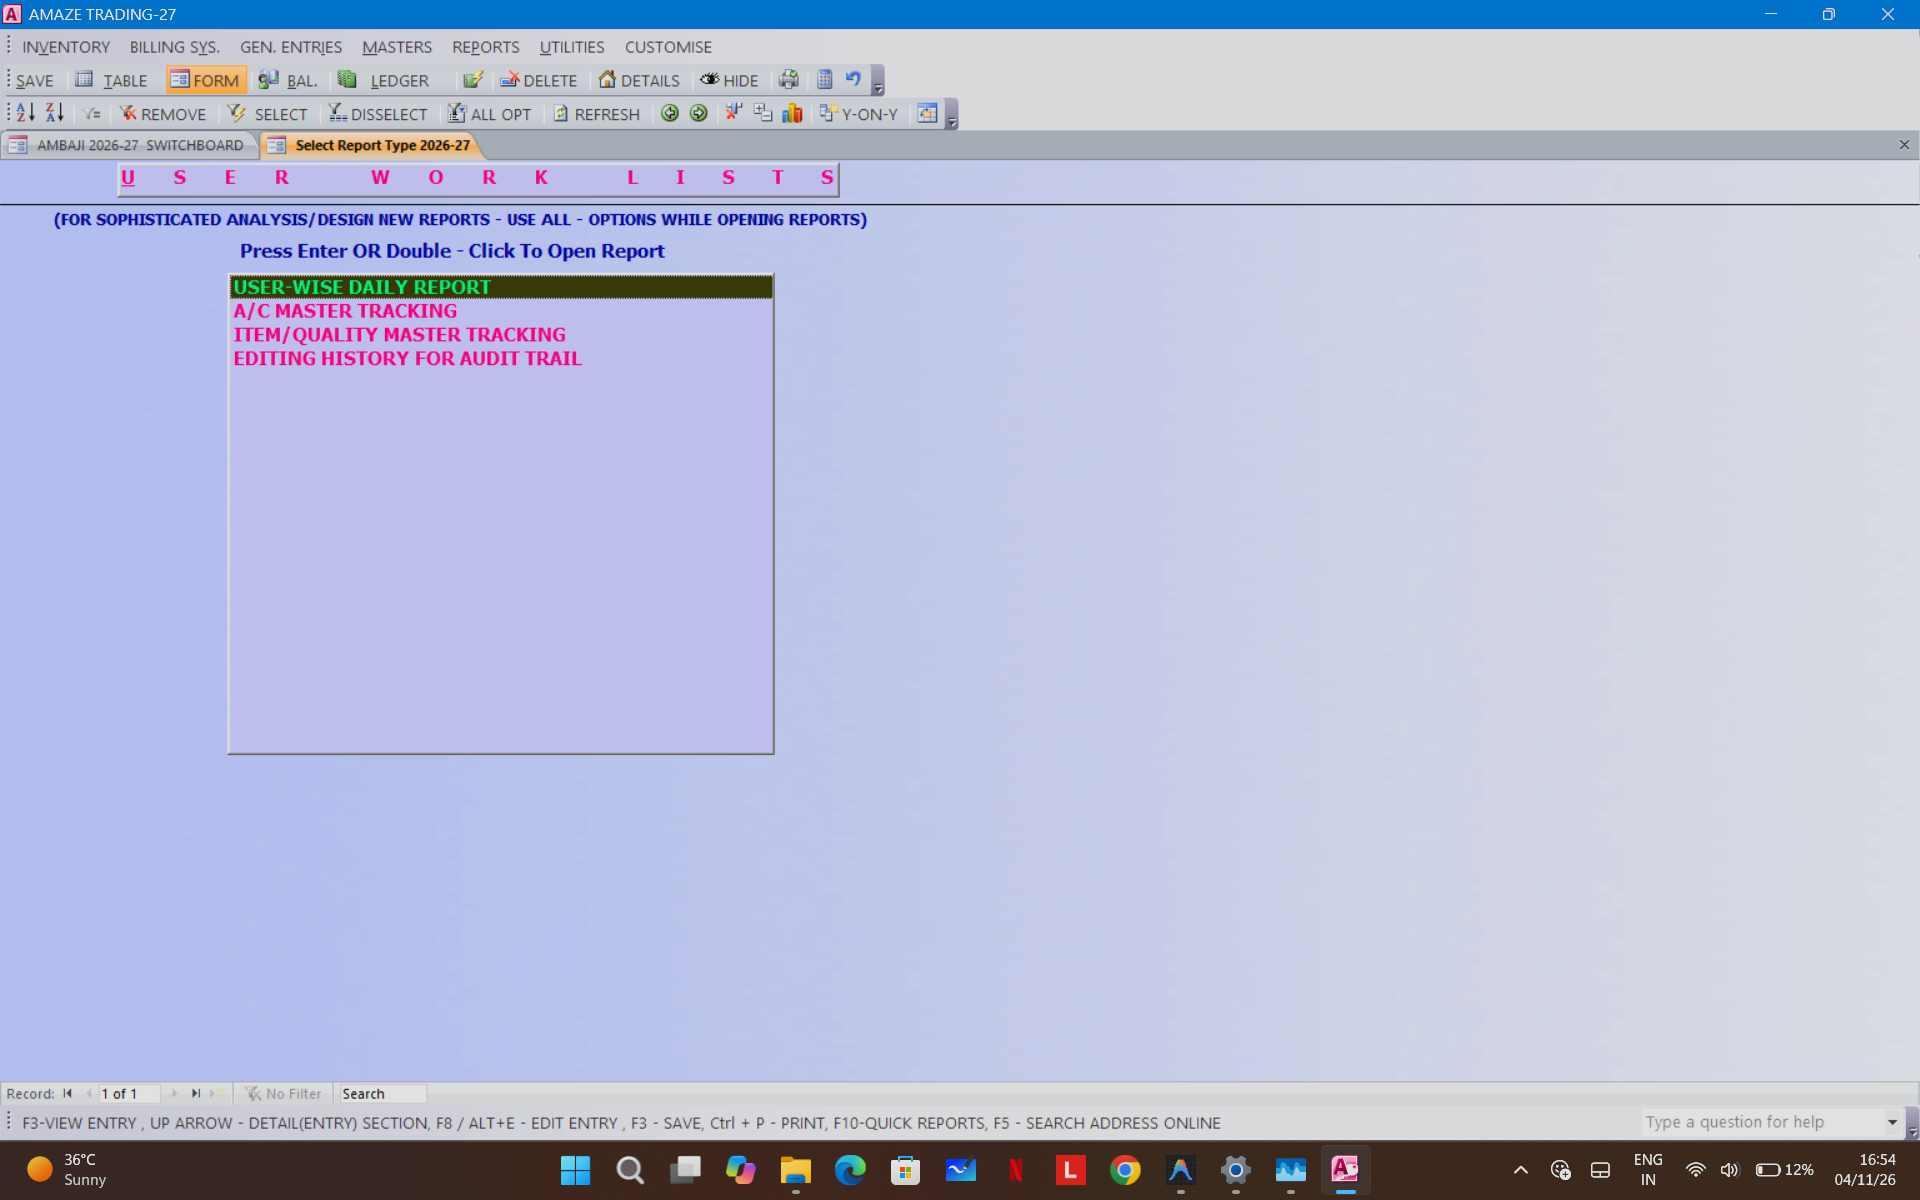 AMAZE TRADING-27
INVENTORY BILLING SYS. GEN. ENTRIES MASTERS REPORTS UTILITIES CUSTOMISE
SAVE TABLE FORM BAL. LEDGER DELETE DETAILS HIDE
REMOVE SELECT DISSELECT ALL OPT REFRESH Y-ON-Y
AMBAJI 2026-27 SWITCHBOARD Select Report Type 2026-27
U S E R W O R K L I S T S
(FOR SOPHISTICATED ANALYSIS/DESIGN NEW REPORTS - USE ALL - OPTIONS WHILE OPENING REPORTS)
Press Enter OR Double - Click To Open Report
USER-WISE DAILY REPORT
A/C MASTER TRACKING
ITEM/QUALITY MASTER TRACKING
EDITING HISTORY FOR AUDIT TRAIL
Record: 1 of 1 No Filter Search
F3-VIEW ENTRY , UP ARROW - DETAIL(ENTRY) SECTION, F8 / ALT+E - EDIT ENTRY , F3 - SAVE, Ctrl + P - PRINT, F10-QUICK REPORTS, F5 - SEARCH ADDRESS ONLINE
Type a question for help
36°C
Sunny
ENG
IN
12%
16:54
04/11/26